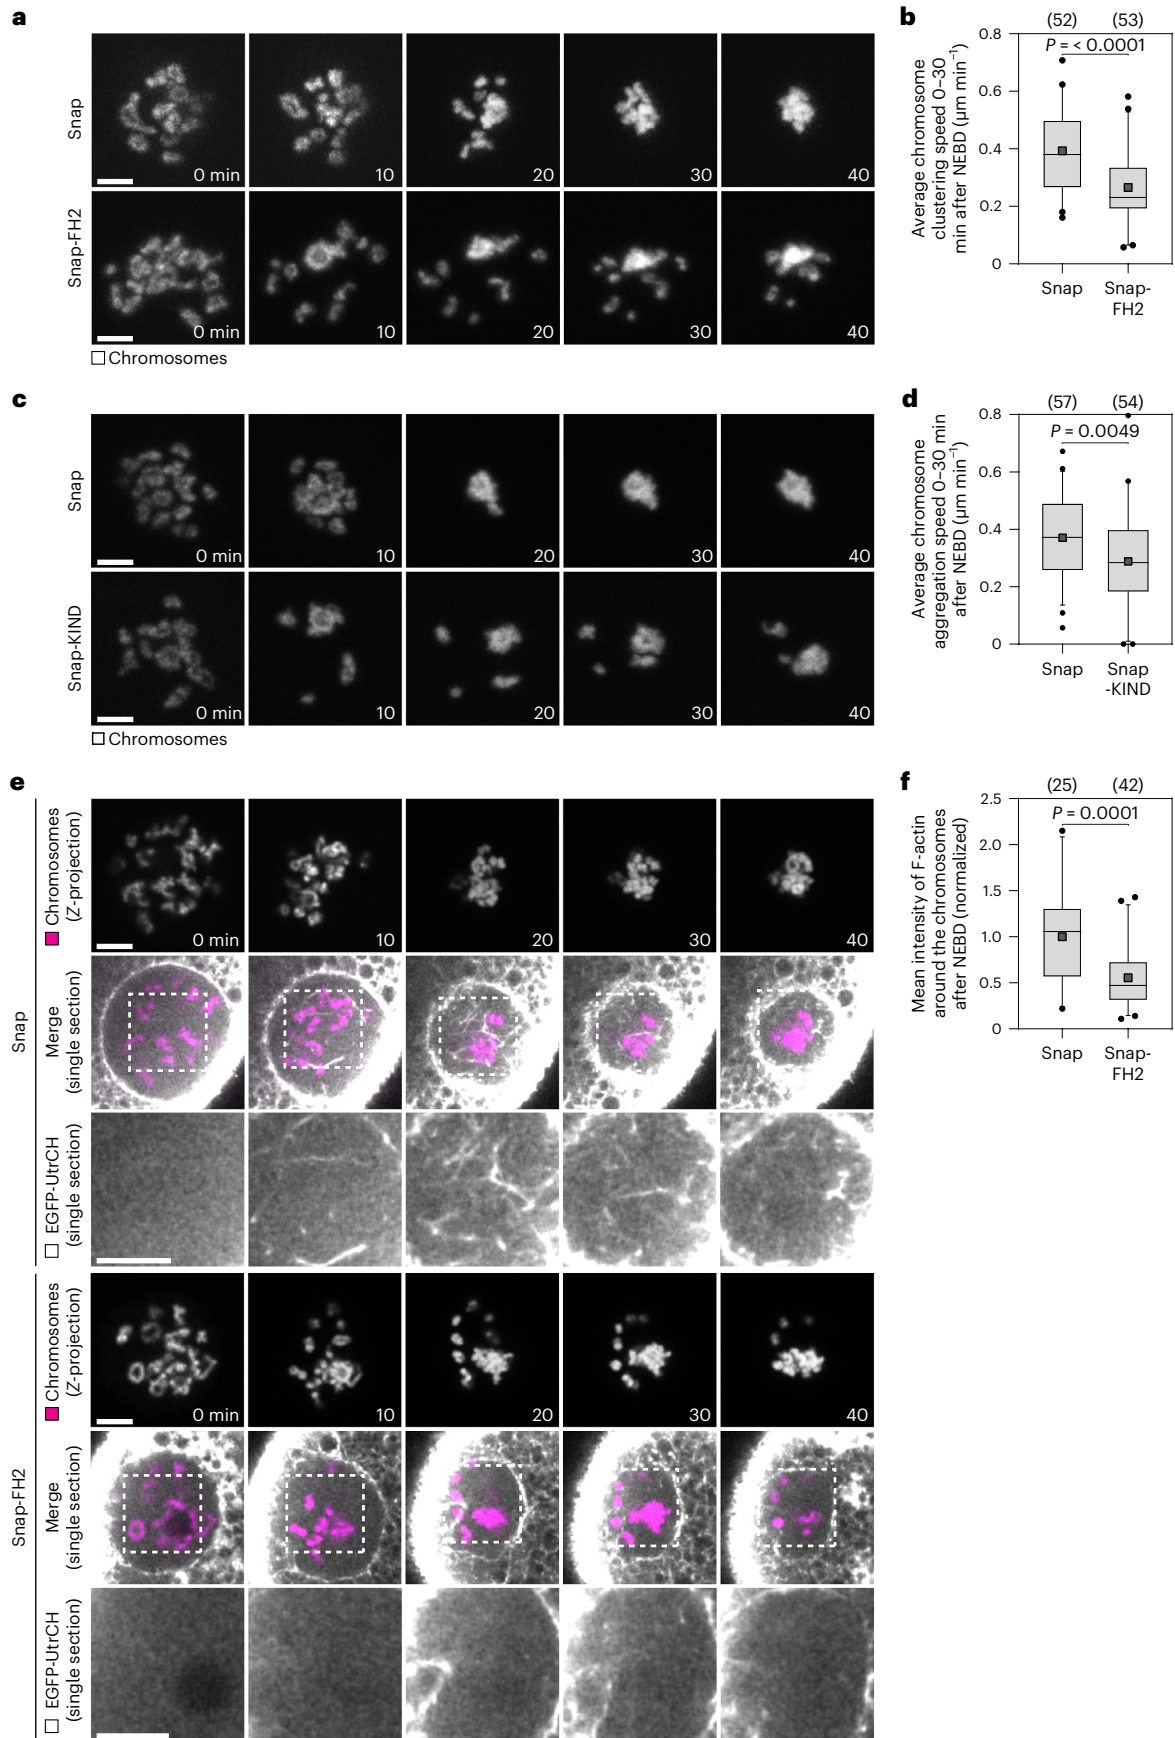 a
Snap
0 min
10
20
30
40
Snap-FH2
0 min
10
20
30
40
Chromosomes
b
(52) (53)
P = < 0.0001
Average chromosome
clustering speed 0–30
min after NEBD (µm min⁻¹)
0.8
0.6
0.4
0.2
0
Snap
Snap-
FH2
c
Snap
0 min
10
20
30
40
Snap-KIND
0 min
10
20
30
40
Chromosomes
d
(57) (54)
P = 0.0049
Average chromosome
aggregation speed 0–30 min
after NEBD (µm min⁻¹)
0.8
0.6
0.4
0.2
0
Snap
Snap
-KIND
e
Snap
Chromosomes
(Z-projection)
0 min
10
20
30
40
Merge
(single section)
EGFP-UtrCH
(single section)
Snap-FH2
Chromosomes
(Z-projection)
0 min
10
20
30
40
Merge
(single section)
EGFP-UtrCH
(single section)
f
(25) (42)
P = 0.0001
Mean intensity of F-actin
around the chromosomes
after NEBD (normalized)
2.5
2.0
1.5
1.0
0.5
0
Snap
Snap-
FH2